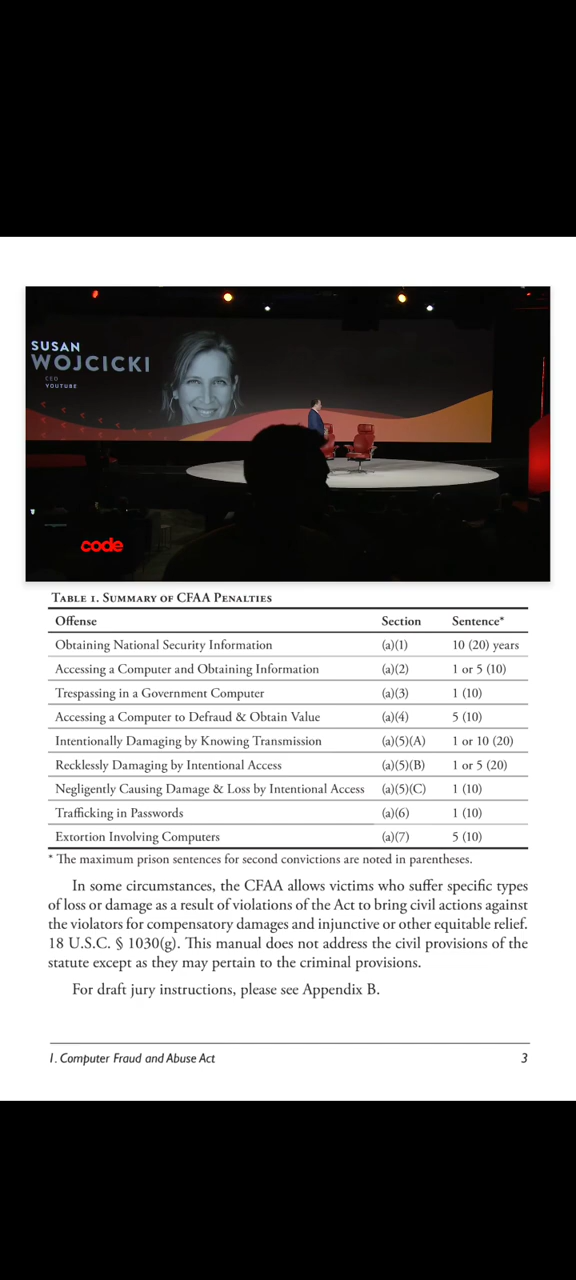 SUSAN
WOJCICKI
CEO
YOUTUBE
code
Table 1. Summary of CFAA Penalties
Offense Section Sentence*
Obtaining National Security Information (a)(1) 10 (20) years
Accessing a Computer and Obtaining Information (a)(2) 1 or 5 (10)
Trespassing in a Government Computer (a)(3) 1 (10)
Accessing a Computer to Defraud & Obtain Value (a)(4) 5 (10)
Intentionally Damaging by Knowing Transmission (a)(5)(A) 1 or 10 (20)
Recklessly Damaging by Intentional Access (a)(5)(B) 1 or 5 (20)
Negligently Causing Damage & Loss by Intentional Access (a)(5)(C) 1 (10)
Trafficking in Passwords (a)(6) 1 (10)
Extortion Involving Computers (a)(7) 5 (10)
* The maximum prison sentences for second convictions are noted in parentheses.
In some circumstances, the CFAA allows victims who suffer specific types
of loss or damage as a result of violations of the Act to bring civil actions against
the violators for compensatory damages and injunctive or other equitable relief.
18 U.S.C. § 1030(g). This manual does not address the civil provisions of the
statute except as they may pertain to the criminal provisions.
For draft jury instructions, please see Appendix B.
1. Computer Fraud and Abuse Act 3